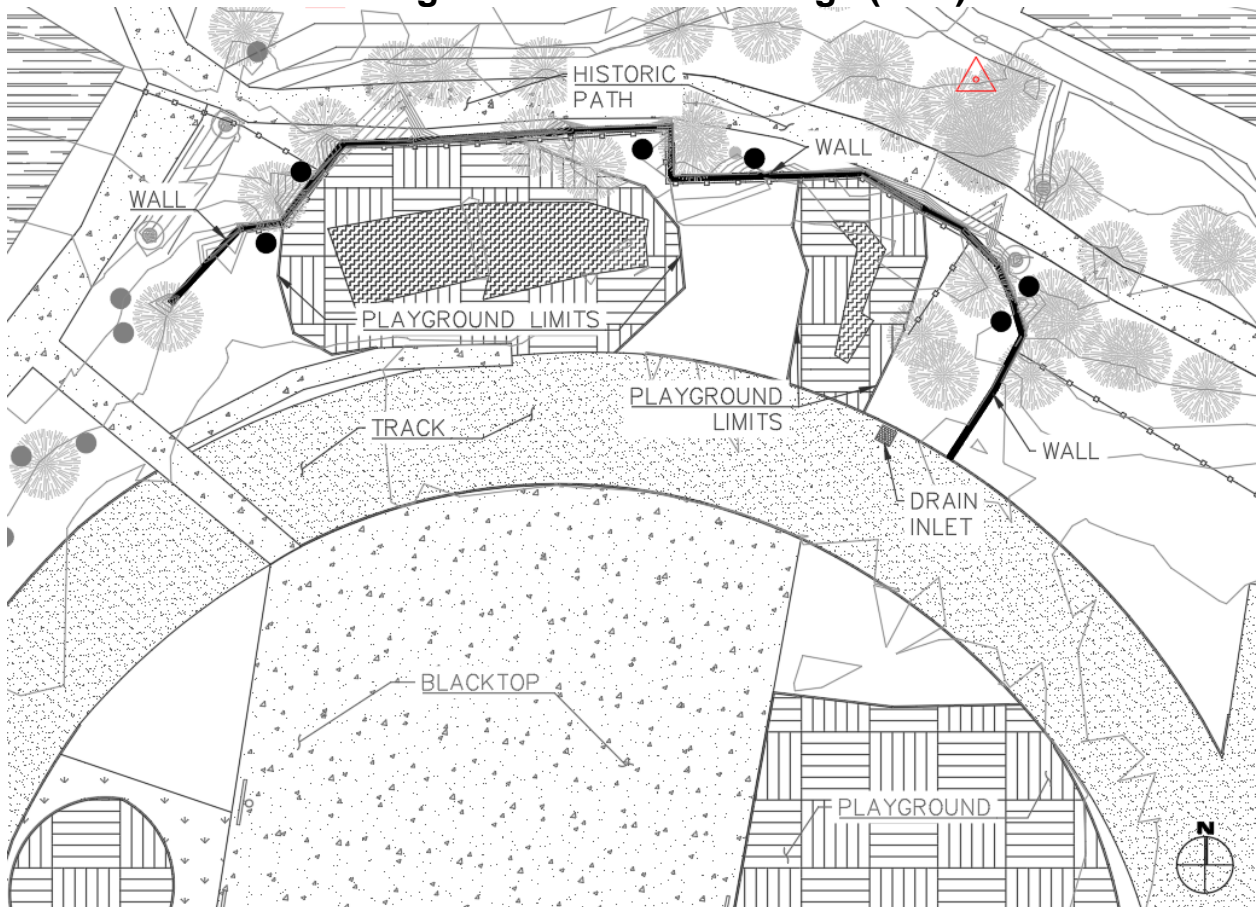 HISTORIC
PATH
WALL
WALL
PLAYGROUND LIMITS
PLAYGROUND
LIMITS
TRACK
WALL
DRAIN
INLET
BLACKTOP
PLAYGROUND
N